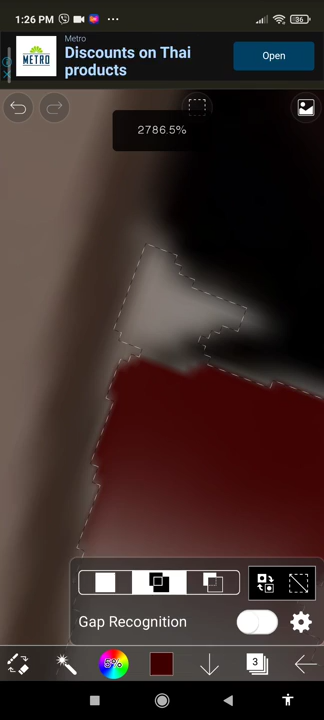 1:26 PM
36
METRO
Metro
Discounts on Thai
products
Open
2786.5%
Gap Recognition
5%
3